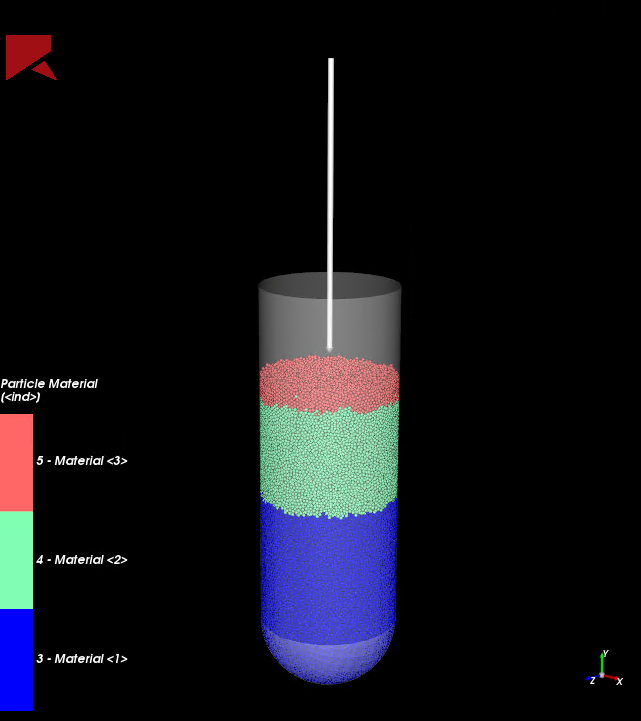 Particle Material
(<ind>)
5 - Material <3>
4 - Material <2>
3 - Material <1>
Y
Z
X